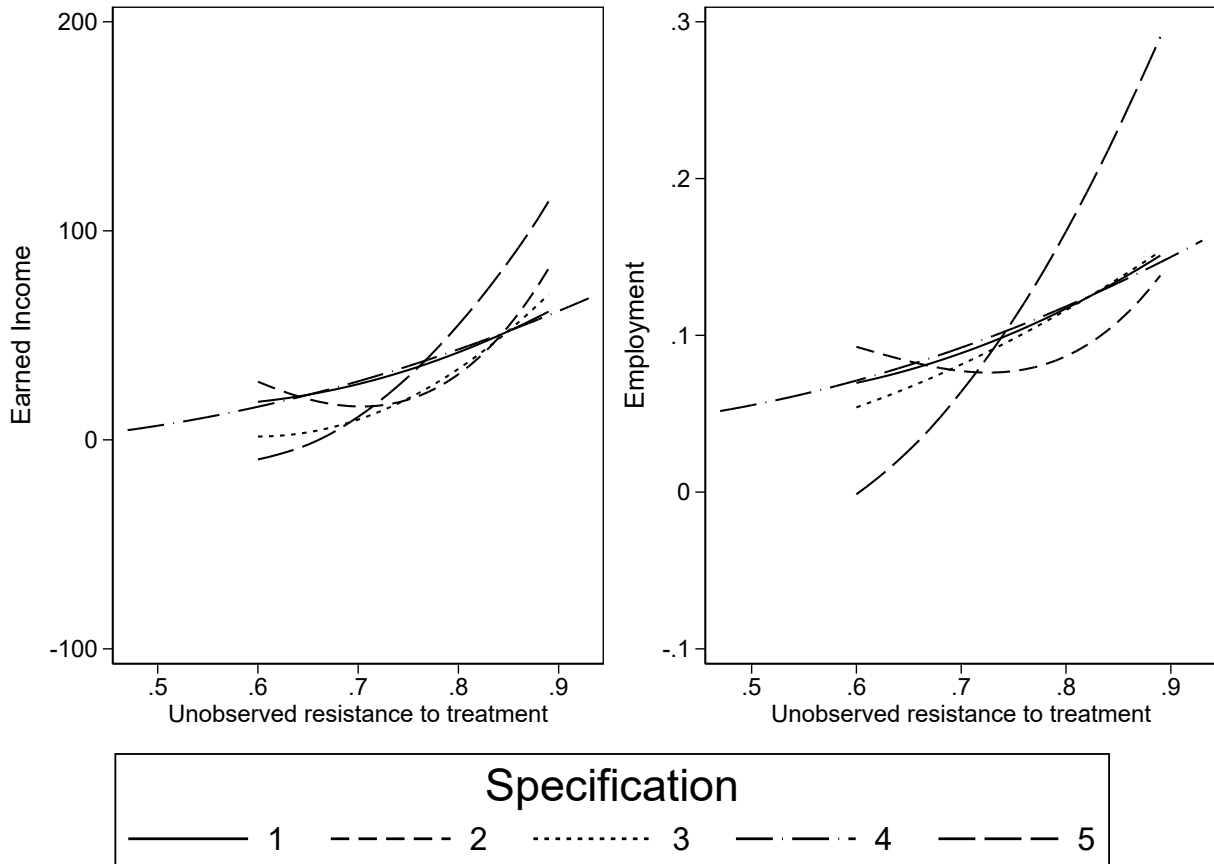 200
100
0
-100
Earned Income
.5 .6 .7 .8 .9
Unobserved resistance to treatment
.3
.2
.1
0
-.1
Employment
.5 .6 .7 .8 .9
Unobserved resistance to treatment
Specification
1 2 3 4 5